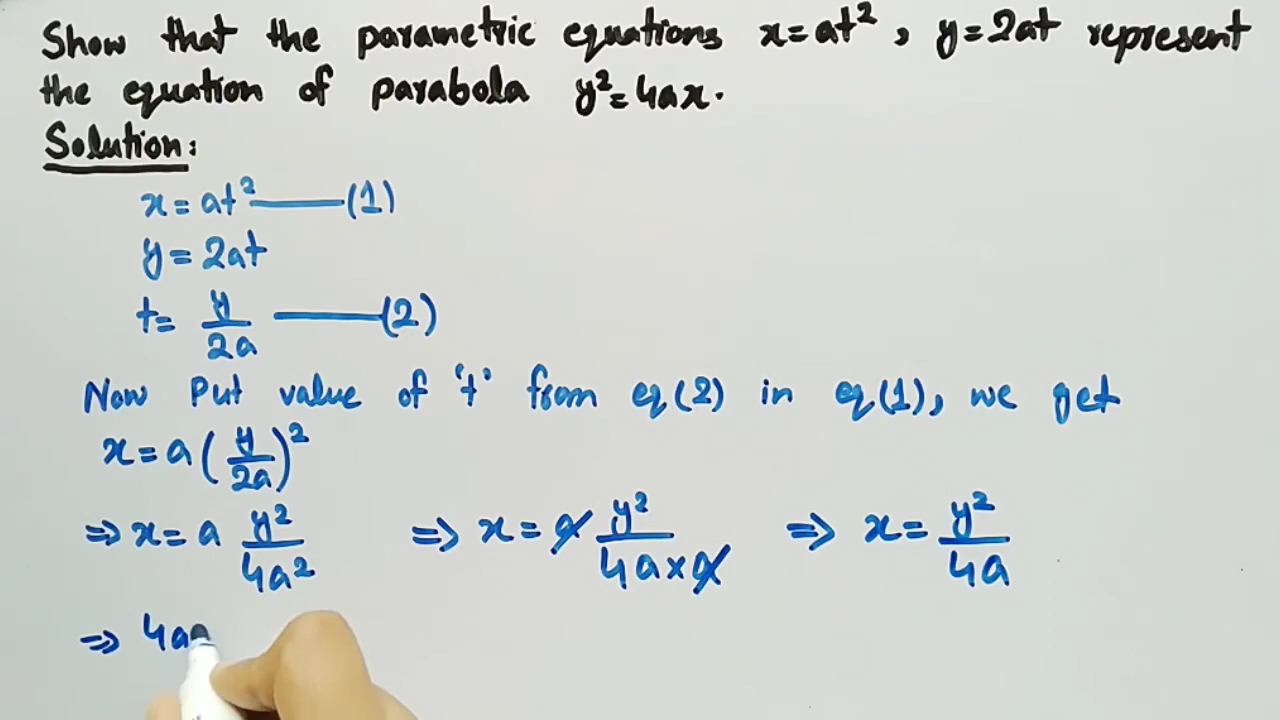 Show that the parametric equations x=at², y=2at represent
the equation of parabola y²=4ax.
Solution:
x=at² ——— (1)
y=2at
t= y/2a ——— (2)
Now Put value of 't' from eq(2) in eq(1), we get
x=a(y/2a)²
⇒ x=a y²/4a² ⇒ x=a y²/4a×a ⇒ x= y²/4a
⇒ 4a